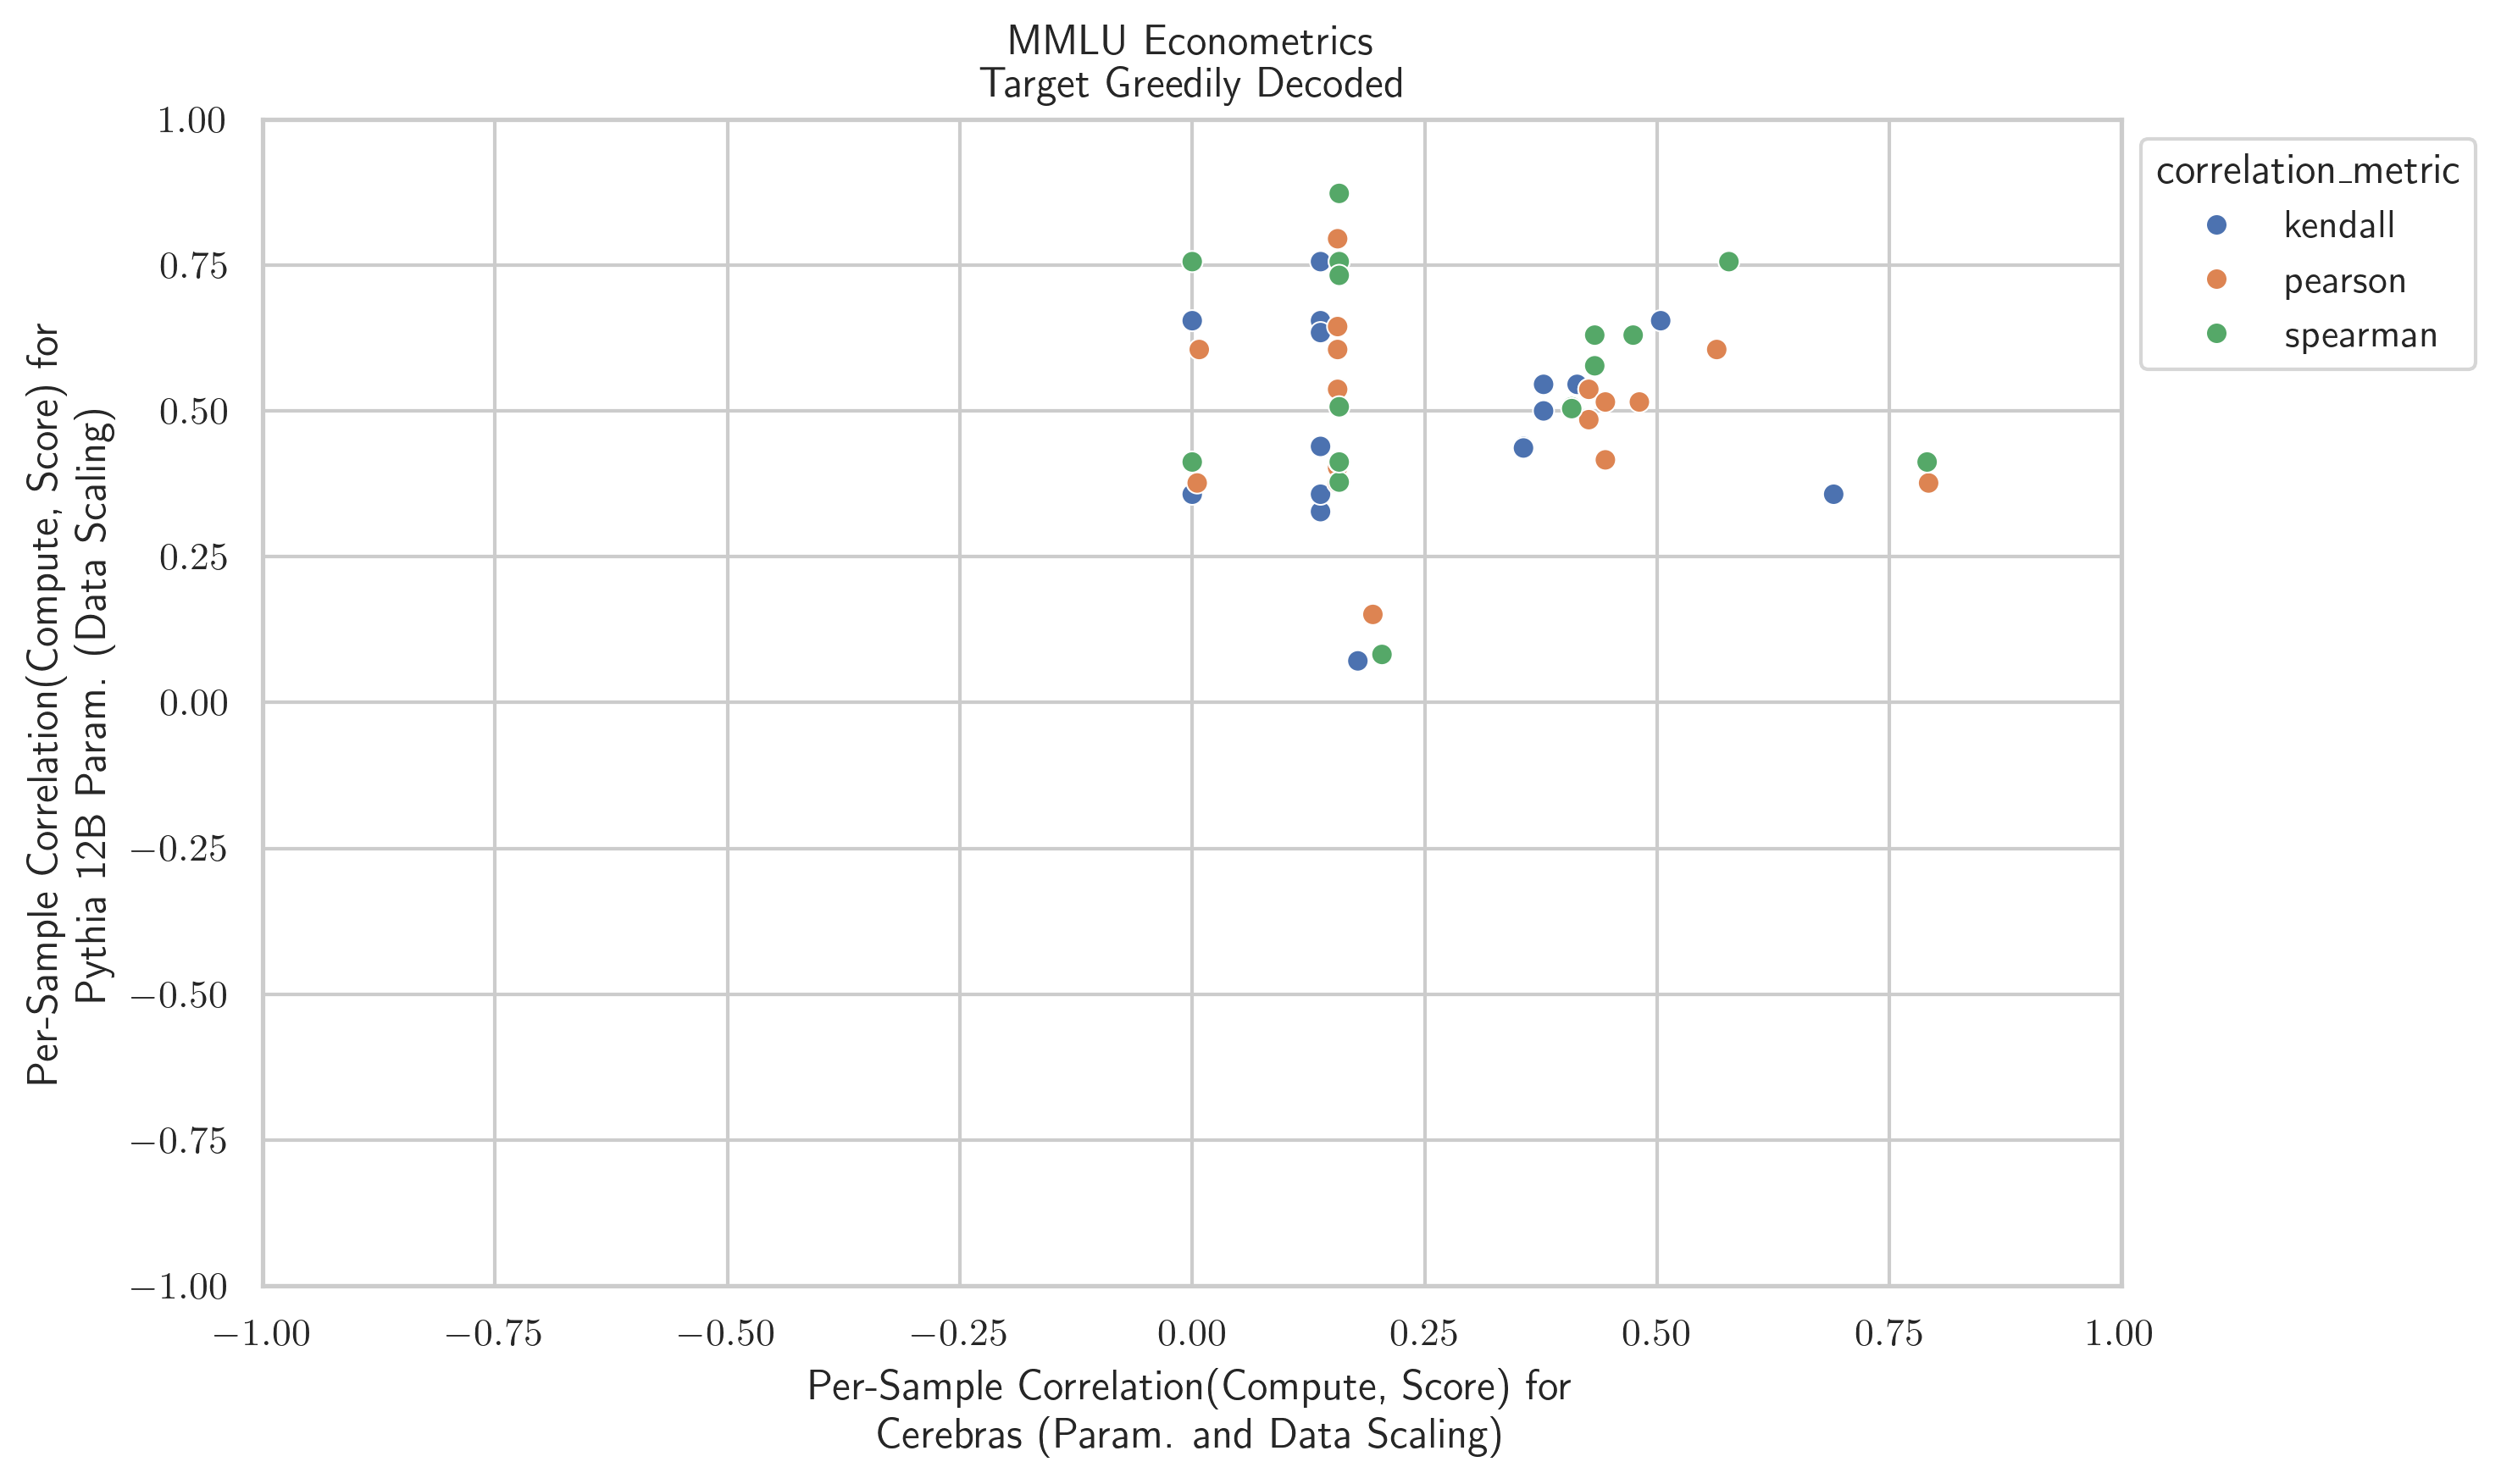 MMLU Econometrics
Target Greedily Decoded
1.00
0.75
0.50
0.25
0.00
−0.25
−0.50
−0.75
−1.00
Per-Sample Correlation(Compute, Score) for
Pythia 12B Param. (Data Scaling)
correlation_metric
kendall
pearson
spearman
−1.00 −0.75 −0.50 −0.25 0.00 0.25 0.50 0.75 1.00
Per-Sample Correlation(Compute, Score) for
Cerebras (Param. and Data Scaling)